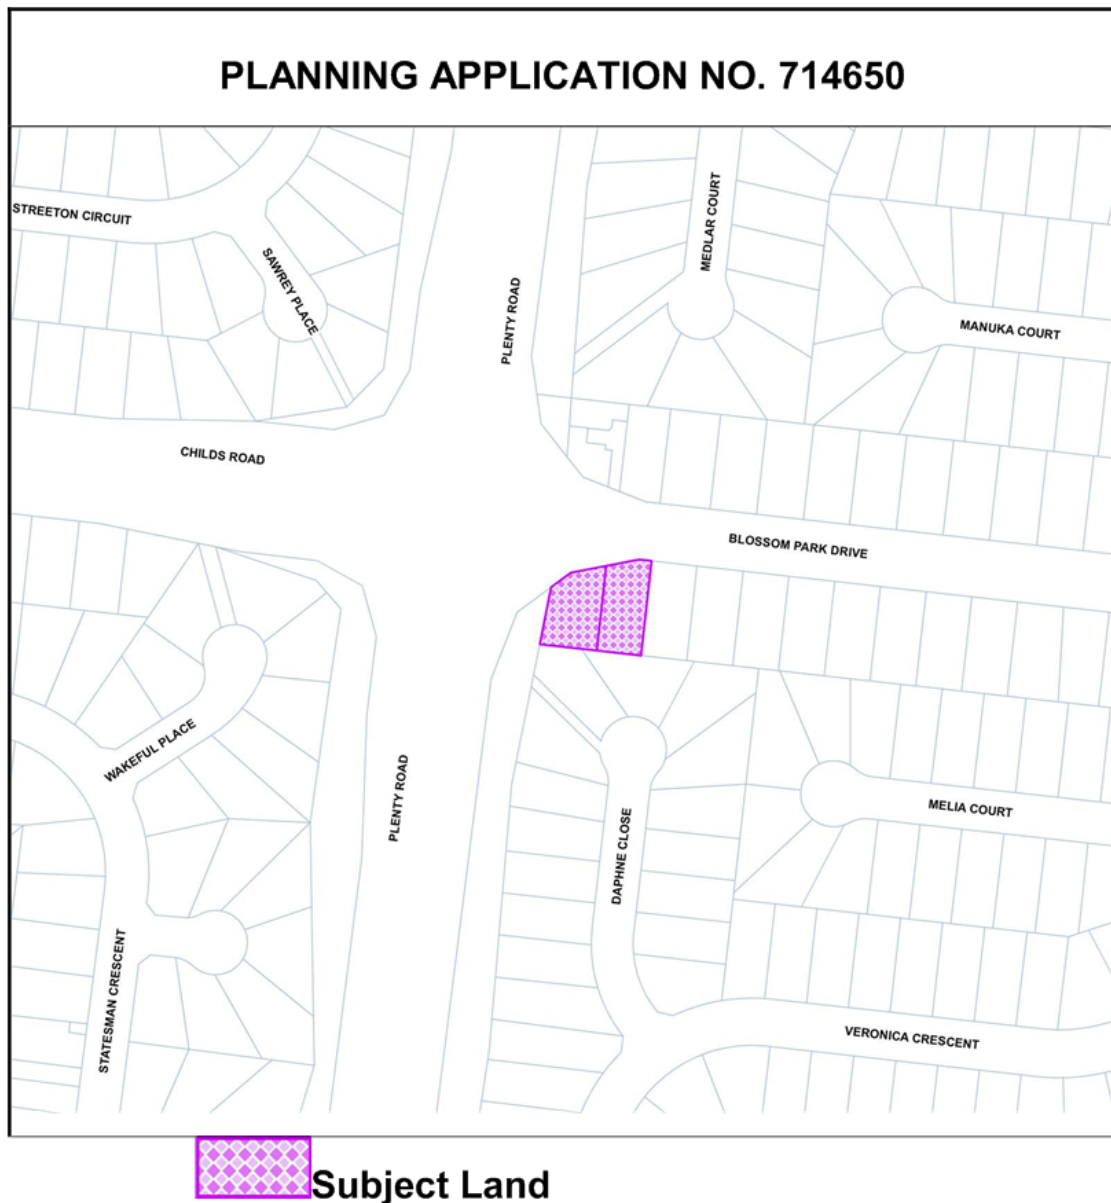 PLANNING APPLICATION NO. 714650
STREETON CIRCUIT
SAWREY PLACE
MEDLAR COURT
PLENTY ROAD
MANUKA COURT
CHILDS ROAD
BLOSSOM PARK DRIVE
WAKEFUL PLACE
PLENTY ROAD
DAPHNE CLOSE
MELIA COURT
STATESMAN CRESCENT
VERONICA CRESCENT
Subject Land